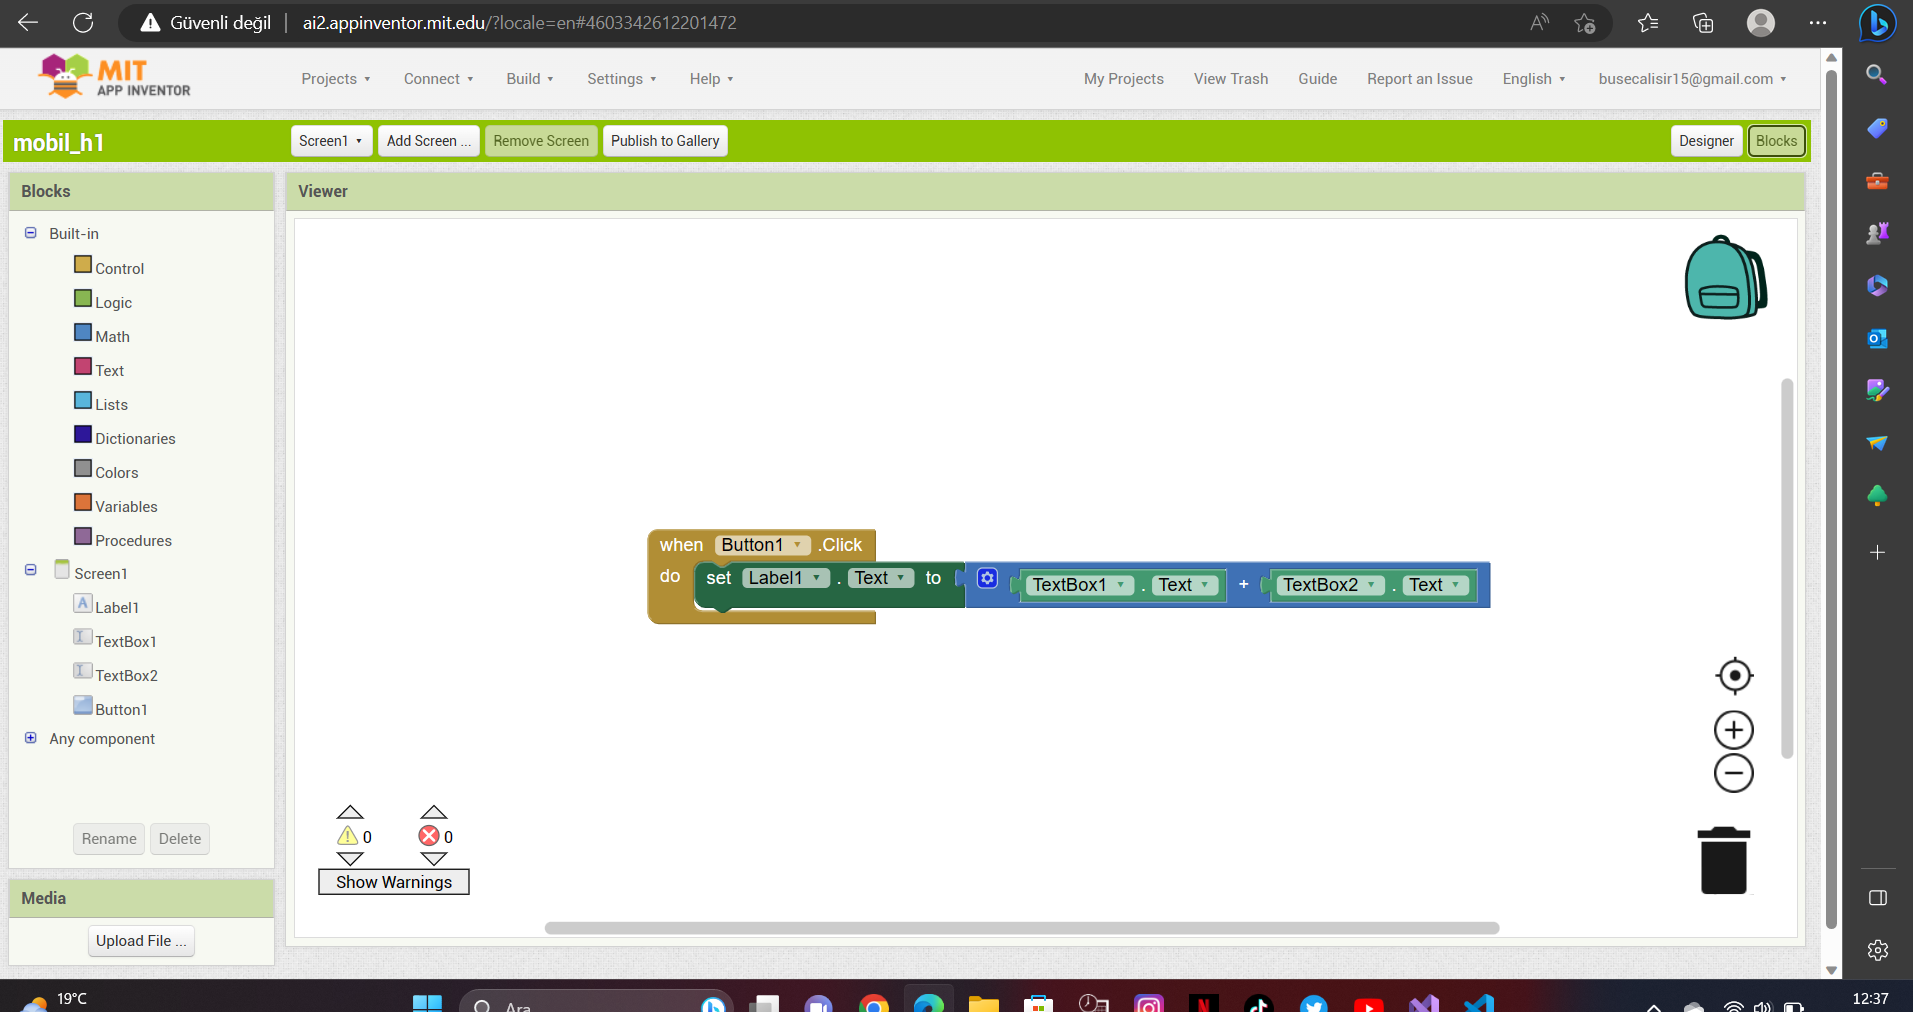 Güvenli değil | ai2.appinventor.mit.edu/?locale=en#4603342612201472
MIT
APP INVENTOR
Projects
Connect
Build
Settings
Help
My Projects
View Trash
Guide
Report an Issue
English
busecalisir15@gmail.com
mobil_h1
Screen1
Add Screen ...
Remove Screen
Publish to Gallery
Designer
Blocks
Blocks
Viewer
Built-in
Control
Logic
Math
Text
Lists
Dictionaries
Colors
Variables
Procedures
Screen1
Label1
TextBox1
TextBox2
Button1
Any component
Rename
Delete
Media
Upload File ...
when Button1 .Click
do set Label1 . Text to TextBox1 . Text + TextBox2 . Text
0
0
Show Warnings
19°C
Ara
12:37